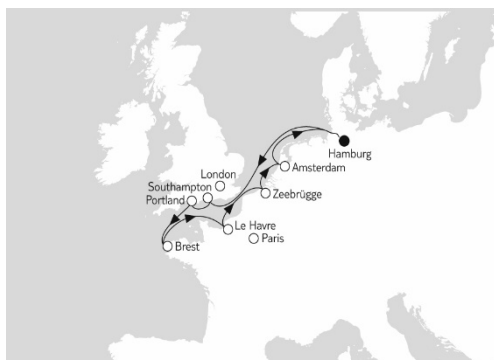 Hamburg
Amsterdam
London
Southampton
Zeebrügge
Portland
Le Havre
Paris
Brest